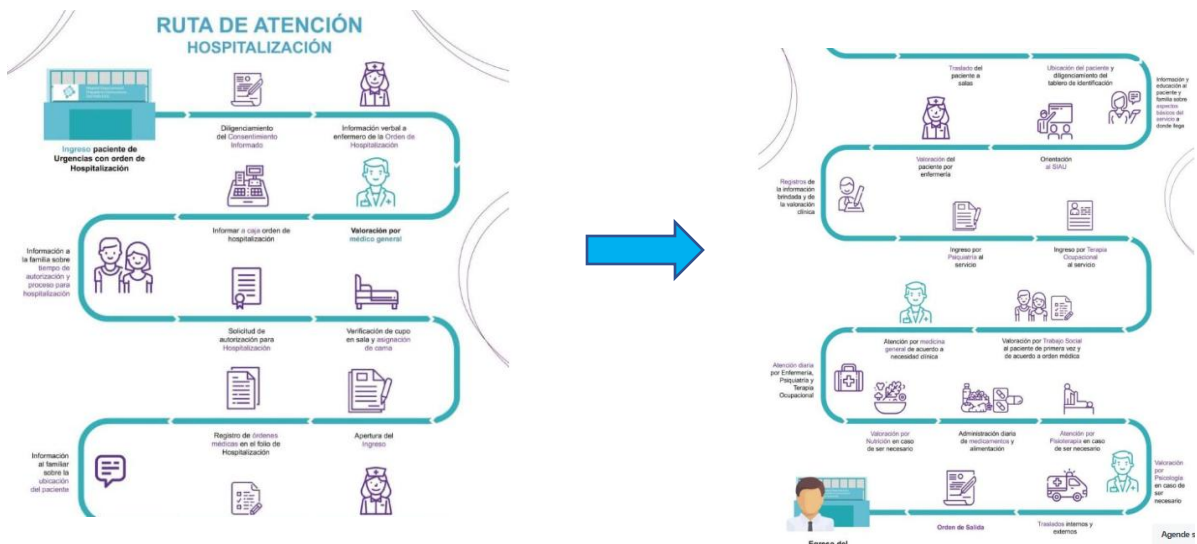 RUTA DE ATENCIÓN
HOSPITALIZACIÓN
Ingreso paciente de
Urgencias con orden de
Hospitalización
Diligenciamiento
del Consentimiento
Informado
Información verbal a
enfermero de la Orden de
Hospitalización
Informar a caja orden de
hospitalización
Valoración por
médico general
Información a
la familia sobre
tiempo de
autorización y
proceso para
hospitalización
Solicitud de
autorización para
Hospitalización
Verificación de cupo
en sala y asignación
de cama
Registro de órdenes
médicas en el folio de
Hospitalización
Apertura del
Ingreso
Información
al familiar
sobre la
ubicación
del paciente
Traslado del
paciente a
salas
Ubicación del paciente y
diligenciamiento del
tablero de identificación
Información y
educación al
paciente y
familia sobre
aspectos
básicos del
servicio a
donde llega
Valoración del
paciente por
enfermería
Orientación
al SIAU
Registros de
la información
brindada y de
la valoración
clínica
Ingreso por
Psiquiatría al
servicio
Ingreso por Terapia
Ocupacional
al servicio
Atención por medicina
general de acuerdo a
necesidad clínica
Valoración por Trabajo Social
al paciente de primera vez y
de acuerdo a orden médica
Atención diaria
por Enfermería,
Psiquiatría y
Terapia
Ocupacional
Valoración por
Nutrición en caso
de ser necesario
Administración diaria
de medicamentos y
alimentación
Atención por
Fisioterapia en caso
de ser necesario
Valoración
por
Psicología
en caso de
ser
necesario
Orden de Salida
Traslados internos y
externos
Egreso del
Agende s